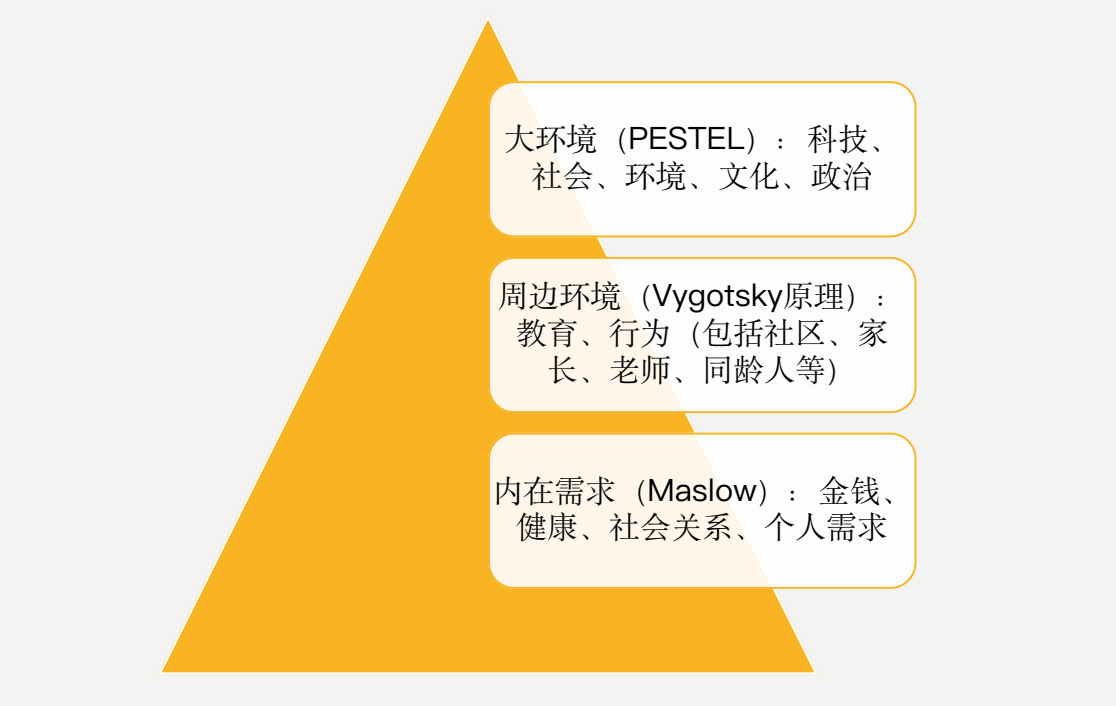 大环境（PESTEL）：科技、
社会、环境、文化、政治
周边环境（Vygotsky原理）：
教育、行为（包括社区、家
长、老师、同龄人等）
内在需求（Maslow）：金钱、
健康、社会关系、个人需求